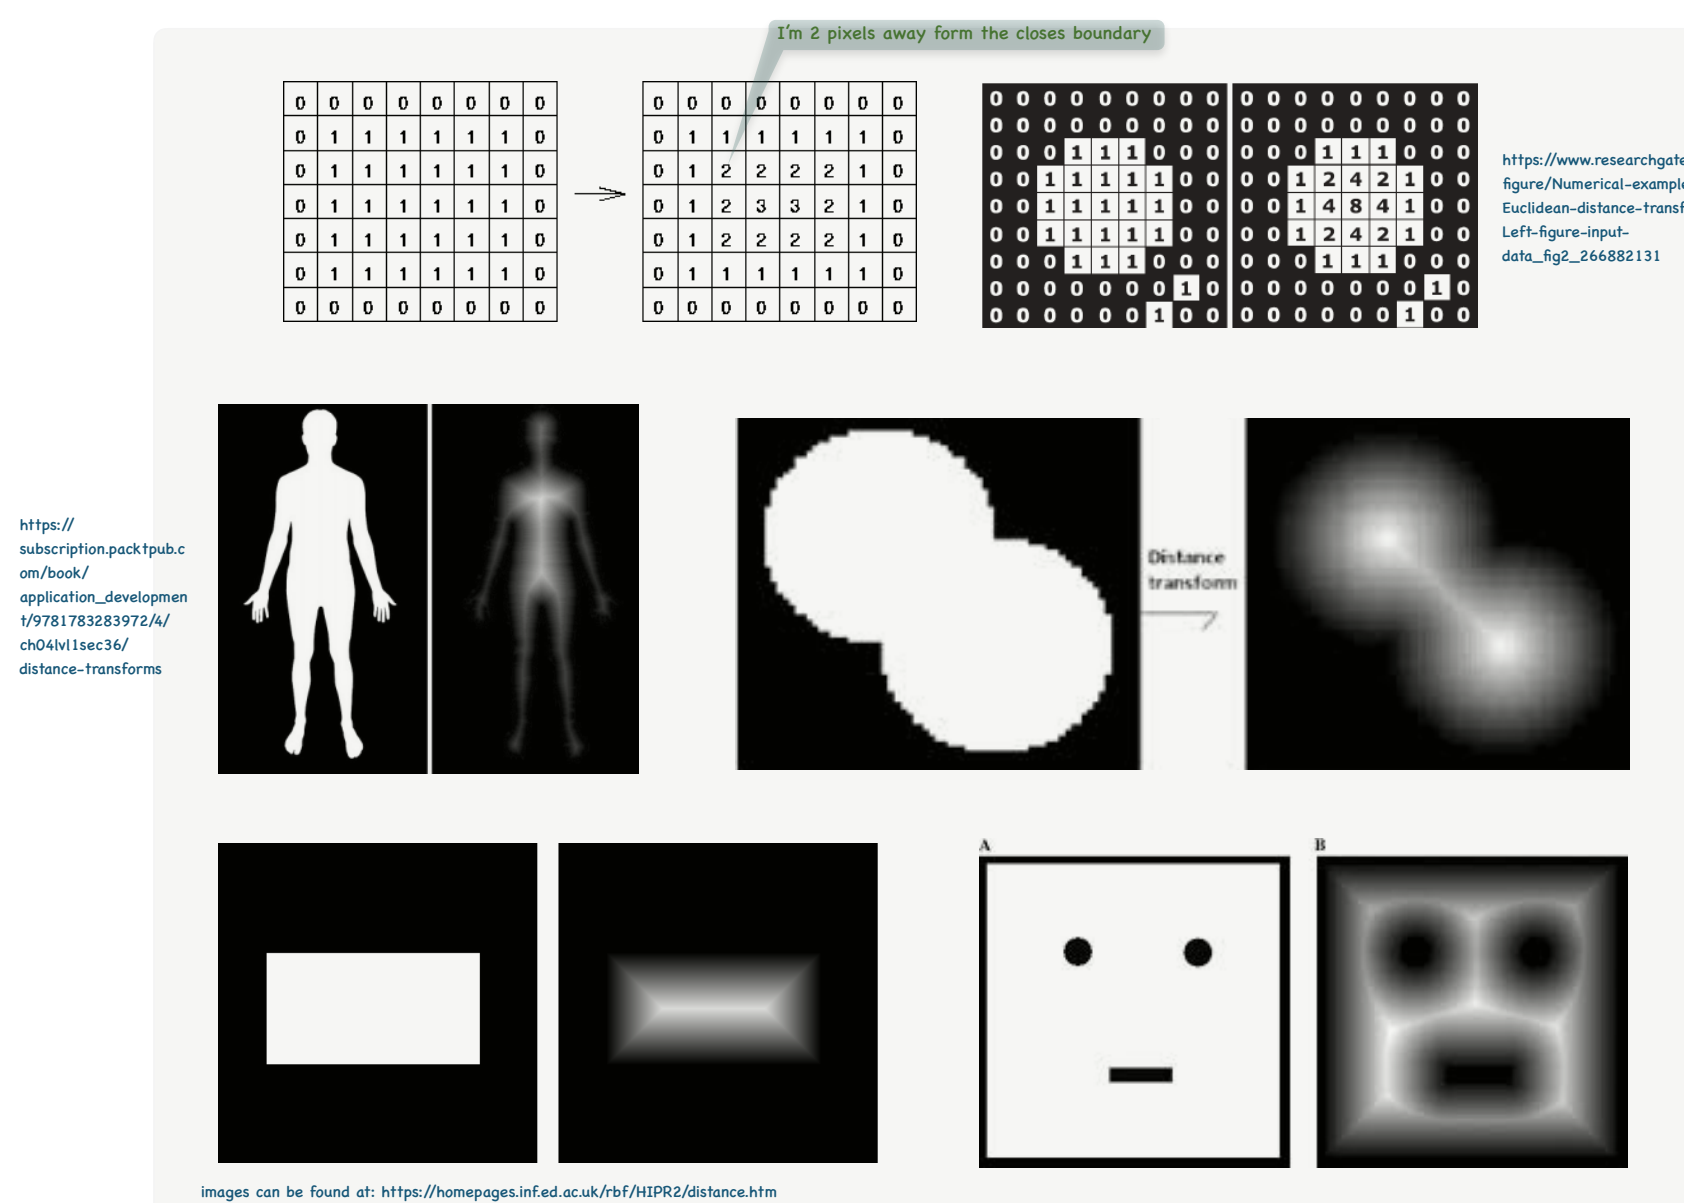 I'm 2 pixels away form the closes boundary
0 0 0 0 0 0 0 0
0 1 1 1 1 1 1 0
0 1 1 1 1 1 1 0
0 1 1 1 1 1 1 0
0 1 1 1 1 1 1 0
0 1 1 1 1 1 1 0
0 0 0 0 0 0 0 0
0 0 0 0 0 0 0 0
0 1 1 1 1 1 1 0
0 1 2 2 2 2 1 0
0 1 2 3 3 2 1 0
0 1 2 2 2 2 1 0
0 1 1 1 1 1 1 0
0 0 0 0 0 0 0 0
0 0 0 0 0 0 0 0 0
0 0 0 0 0 0 0 0 0
0 0 0 1 1 1 0 0 0
0 0 1 1 1 1 1 0 0
0 0 1 1 1 1 1 0 0
0 0 1 1 1 1 1 0 0
0 0 0 1 1 1 0 0 0
0 0 0 0 0 0 0 1 0
0 0 0 0 0 0 1 0 0
0 0 0 0 0 0 0 0 0
0 0 0 0 0 0 0 0 0
0 0 0 1 1 1 0 0 0
0 0 1 2 4 2 1 0 0
0 0 1 4 8 4 1 0 0
0 0 1 2 4 2 1 0 0
0 0 0 1 1 1 0 0 0
0 0 0 0 0 0 0 1 0
0 0 0 0 0 0 1 0 0
https://www.researchgate
figure/Numerical-example
Euclidean-distance-transf
Left-figure-input-
data_fig2_266882131
https://
subscription.packtpub.c
om/book/
application_developmen
t/9781783283972/4/
ch04lvl1sec36/
distance-transforms
Distance
transform
A
B
images can be found at: https://homepages.inf.ed.ac.uk/rbf/HIPR2/distance.htm